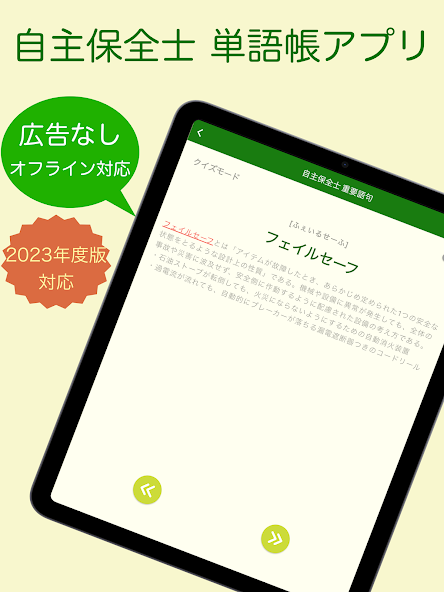 自主保全士 単語帳アプリ
広告なし
オフライン対応
2023年度版
対応
自主保全士 重要語句
クイズモード
[ふぇいるせーふ]
フェイルセーフ
フェイルセーフとは「アイテムが故障したとき、あらかじめ定められた1つの安全な
状態をとるような設計上の性質」である。機械や設備に異常が発生しても、全体の
事故や災害に波及せず、安全側に作動するように配慮された設備の考え方である。
・石油ストーブが転倒しても、火災にならないようにするための自動消火装置
・過電流が流れても、自動的にブレーカーが落ちる漏電遮断器つきのコードリール